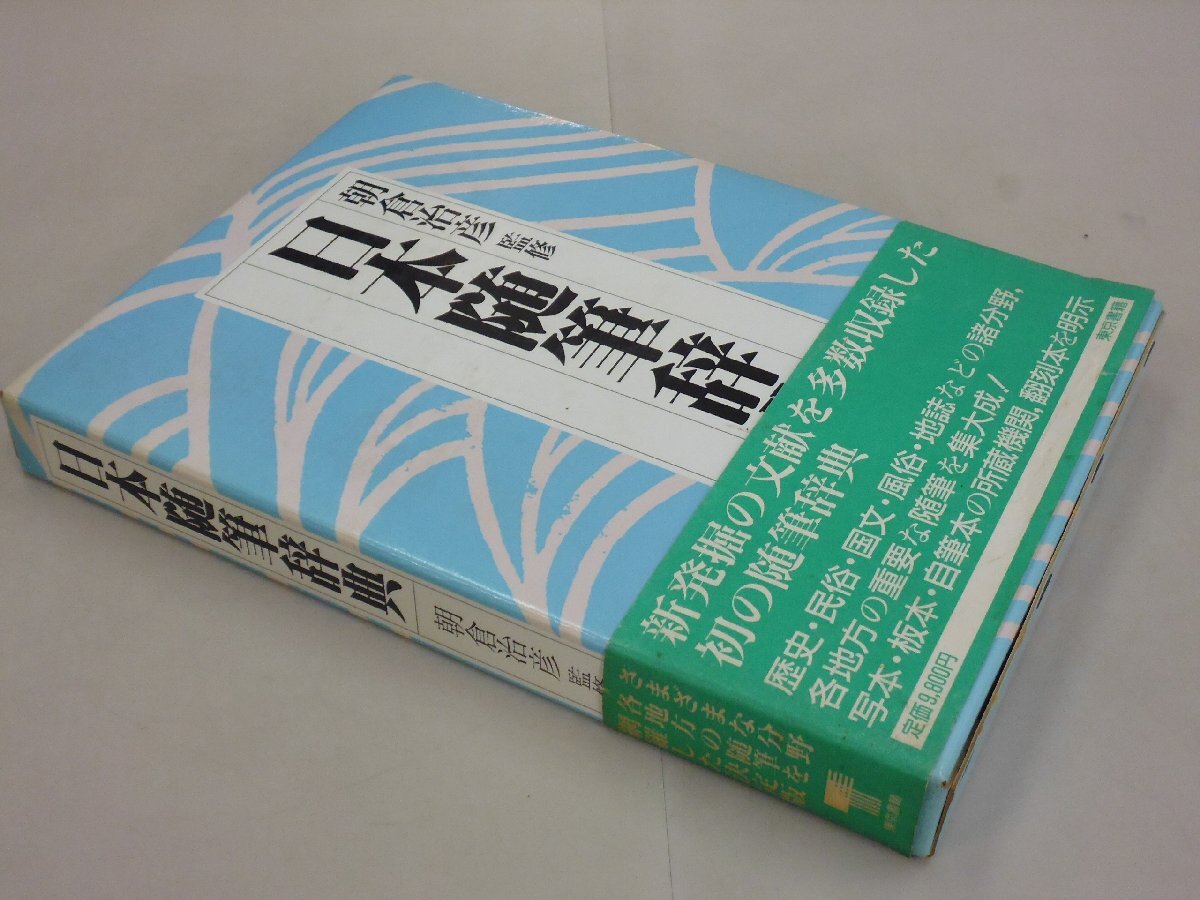 朝倉治彦 監修
日本随筆辞
新発掘の文献を多数収録した
初の随筆辞典
歴史・民俗・国文・風俗・地誌などの諸分野,
各地方の重要な随筆を集大成!
写本・板本・自筆本の所蔵機関,翻刻本を明示
定価9,800円
東京書籍
日本随筆辞典
朝倉治彦 監修
さまざまな分野
各地方の随筆を
網羅した決定版
東京書籍